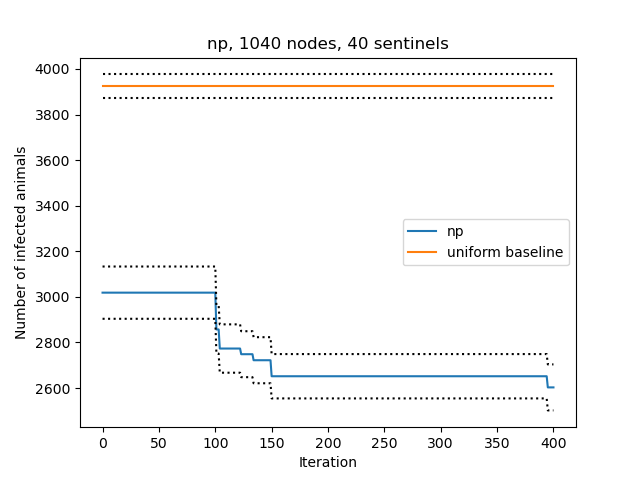 np, 1040 nodes, 40 sentinels
Number of infected animals
4000
3800
3600
3400
3200
3000
2800
2600
np
uniform baseline
0 50 100 150 200 250 300 350 400
Iteration